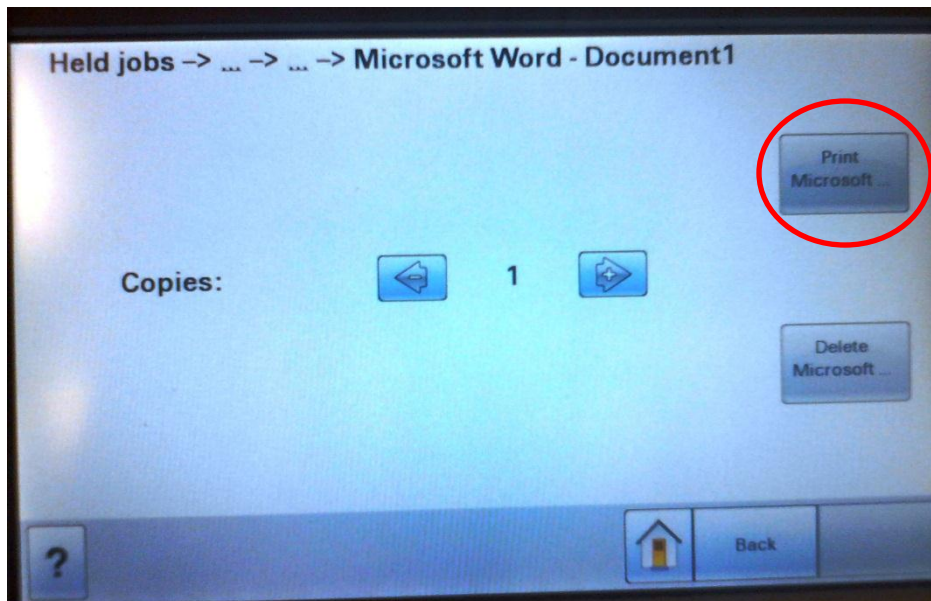 Held jobs –> ... –> ... –> Microsoft Word - Document1
Print
Microsoft ...
Copies:
-
1
+
Delete
Microsoft ...
?
Back